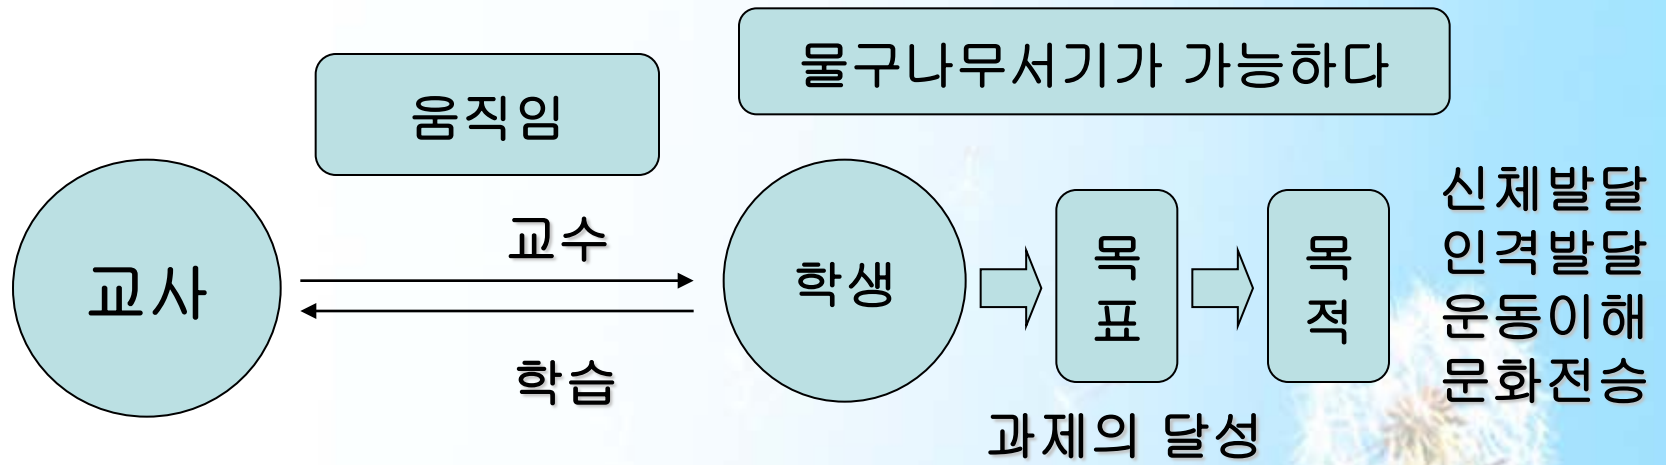 물구나무서기가 가능하다
움직임
교사
교수
학습
학생
목
표
목
적
신체발달
인격발달
운동이해
문화전승
과제의 달성